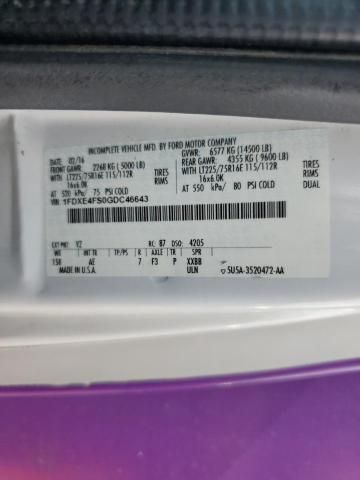 INCOMPLETE VEHICLE MFD. BY FORD MOTOR COMPANY
02/16 GVWR: 6577 KG (14500 LB)
FRONT GAWR: 2268 KG (5000 LB) REAR GAWR: 4355 KG (9600 LB)
WITH LT225/75R16E 115/112R TIRES WITH LT225/75R16E 115/112R TIRES
16x6.0K RIMS 16x6.0K RIMS
AT 520 kPa/ 75 PSI COLD AT 550 kPa/ 80 PSI COLD DUAL
VIN: 1FDXE4FS0GDC46643
EXT PNT: YZ RC: 87 DSO: 4205
WB INT TR TP/PS R AXLE TR SPR
158 AE 7 F3 P XXBB
MADE IN U.S.A. ULN 5U5A-3520472-AA